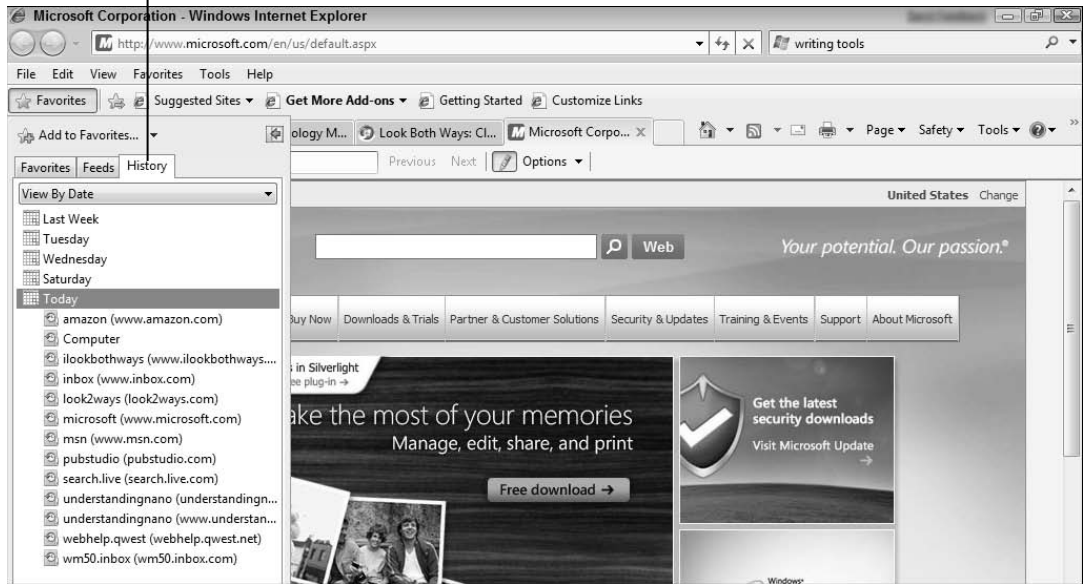 Microsoft Corporation - Windows Internet Explorer
http://www.microsoft.com/en/us/default.aspx
writing tools
File Edit View Favorites Tools Help
Favorites Suggested Sites Get More Add-ons Getting Started Customize Links
Add to Favorites... ology M... Look Both Ways: Cl... Microsoft Corpo... X Page Safety Tools »
Favorites Feeds History Previous Next Options
View By Date United States Change
Last Week
Tuesday
Wednesday
Web Your potential. Our passion.®
Saturday
Today
amazon (www.amazon.com) Buy Now Downloads & Trials Partner & Customer Solutions Security & Updates Training & Events Support About Microsoft
Computer
ilookbothways (www.ilookbothways....
inbox (www.inbox.com)
look2ways (look2ways.com)
microsoft (www.microsoft.com)
msn (www.msn.com)
pubstudio (pubstudio.com)
search.live (search.live.com)
understandingnano (understandingn...
understandingnano (www.understan...
webhelp.qwest (webhelp.qwest.net)
wm50.inbox (wm50.inbox.com)
in Silverlight
ee plug-in →
ake the most of your memories
Manage, edit, share, and print
Free download →
Get the latest
security downloads
Visit Microsoft Update
→
Windows*